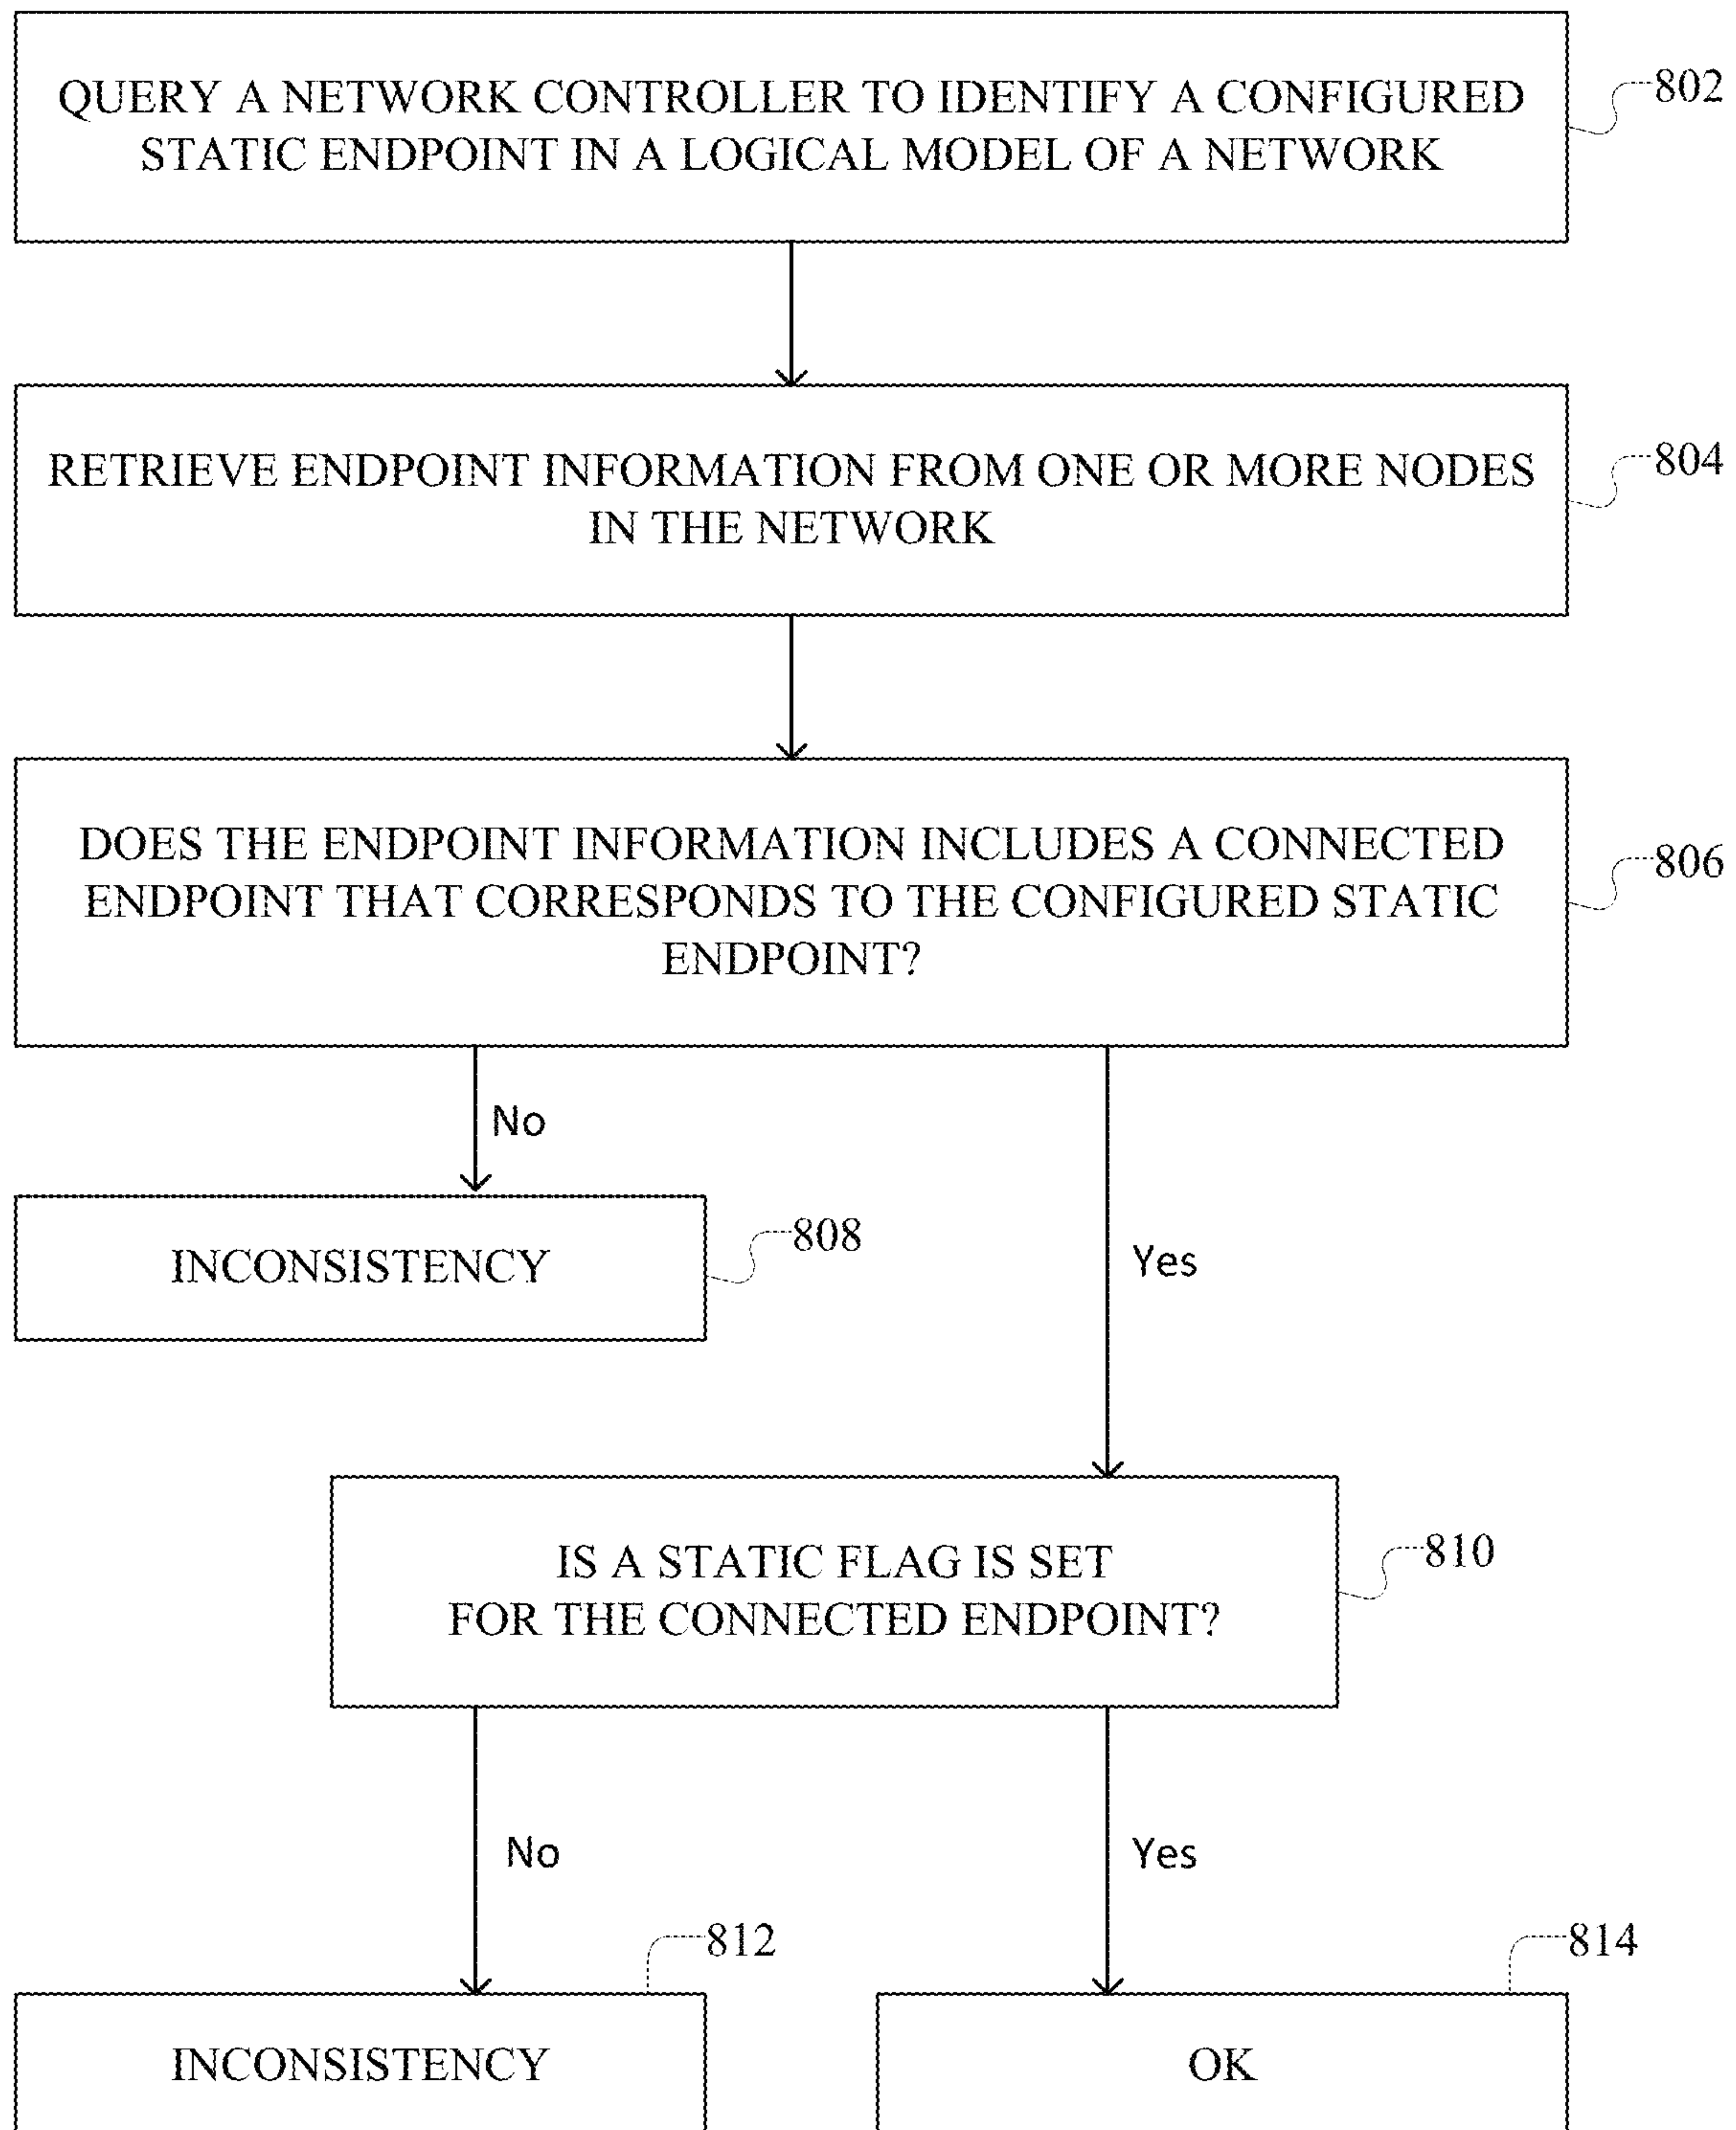 QUERY A NETWORK CONTROLLER TO IDENTIFY A CONFIGURED
STATIC ENDPOINT IN A LOGICAL MODEL OF A NETWORK
802
RETRIEVE ENDPOINT INFORMATION FROM ONE OR MORE NODES
IN THE NETWORK
804
DOES THE ENDPOINT INFORMATION INCLUDES A CONNECTED
ENDPOINT THAT CORRESPONDS TO THE CONFIGURED STATIC
ENDPOINT?
806
No
INCONSISTENCY
808
Yes
IS A STATIC FLAG IS SET
FOR THE CONNECTED ENDPOINT?
810
No
Yes
812
814
INCONSISTENCY
OK